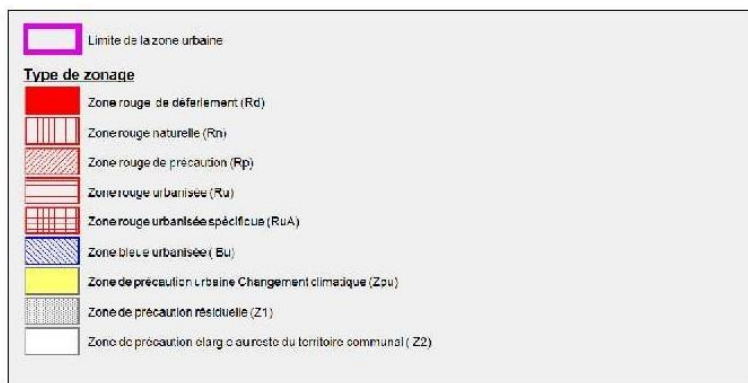 Limite de la zone urbaine
Type de zonage
Zone rouge de déferlement (Rd)
Zone rouge naturelle (Rn)
Zone rouge de précaution (Rp)
Zone rouge urbanisée (Ru)
Zone rouge urbanisée spécifique (RuA)
Zone bleue urbanisée ( Bu)
Zone de précaution urbaine Changement climatique (Zpu)
Zone de précaution résiduelle (Z1)
Zone de précaution élargie au reste du territoire communal ( Z2)